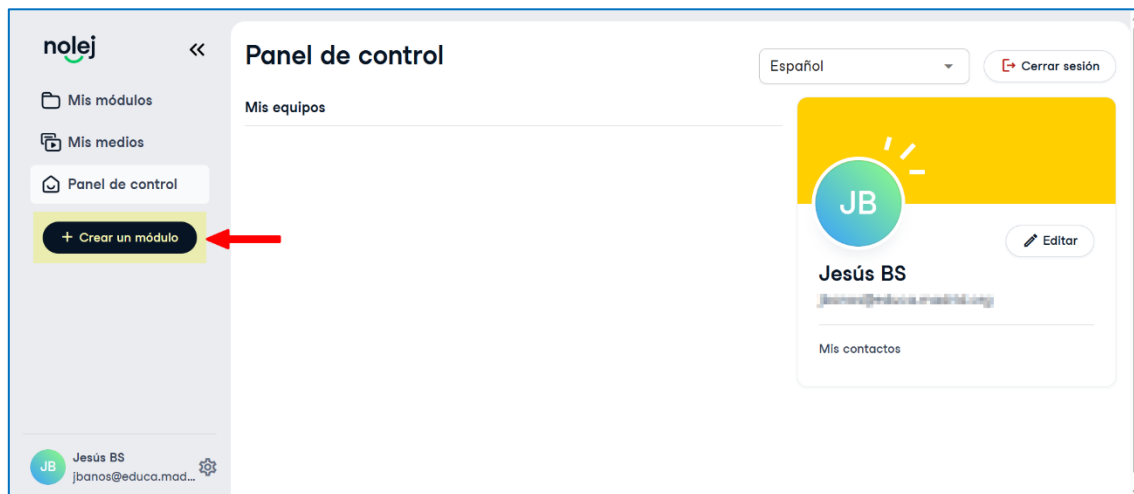 nolej
Mis módulos
Mis medios
Panel de control
+ Crear un módulo
JB
Jesús BS
jbanos@educa.mad...
Panel de control
Español
Cerrar sesión
Mis equipos
JB
Editar
Jesús BS
Mis contactos